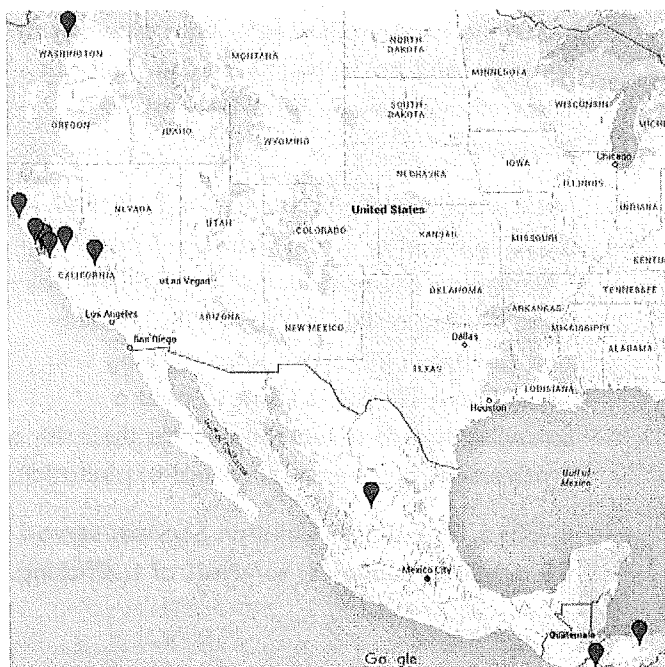 NORTH
DAKOTA
WASHINGTON
MONTANA
MINNESOTA
SOUTH
DAKOTA
WISCONSIN
OREGON
IDAHO
WYOMING
Chicago
IOWA
NEBRASKA
ILLINOIS
NEVADA
United States
INDIANA
UTAH
COLORADO
KANSAS
MISSOURI
CALIFORNIA
Las Vegas
TENNESSEE
OKLAHOMA
Los Angeles
ARIZONA
ARKANSAS
NEW MEXICO
MISSISSIPPI
San Diego
Dallas
ALABAMA
TEXAS
LOUISIANA
Houston
Gulf of
Mexico
Mexico City
Guatemala
Google